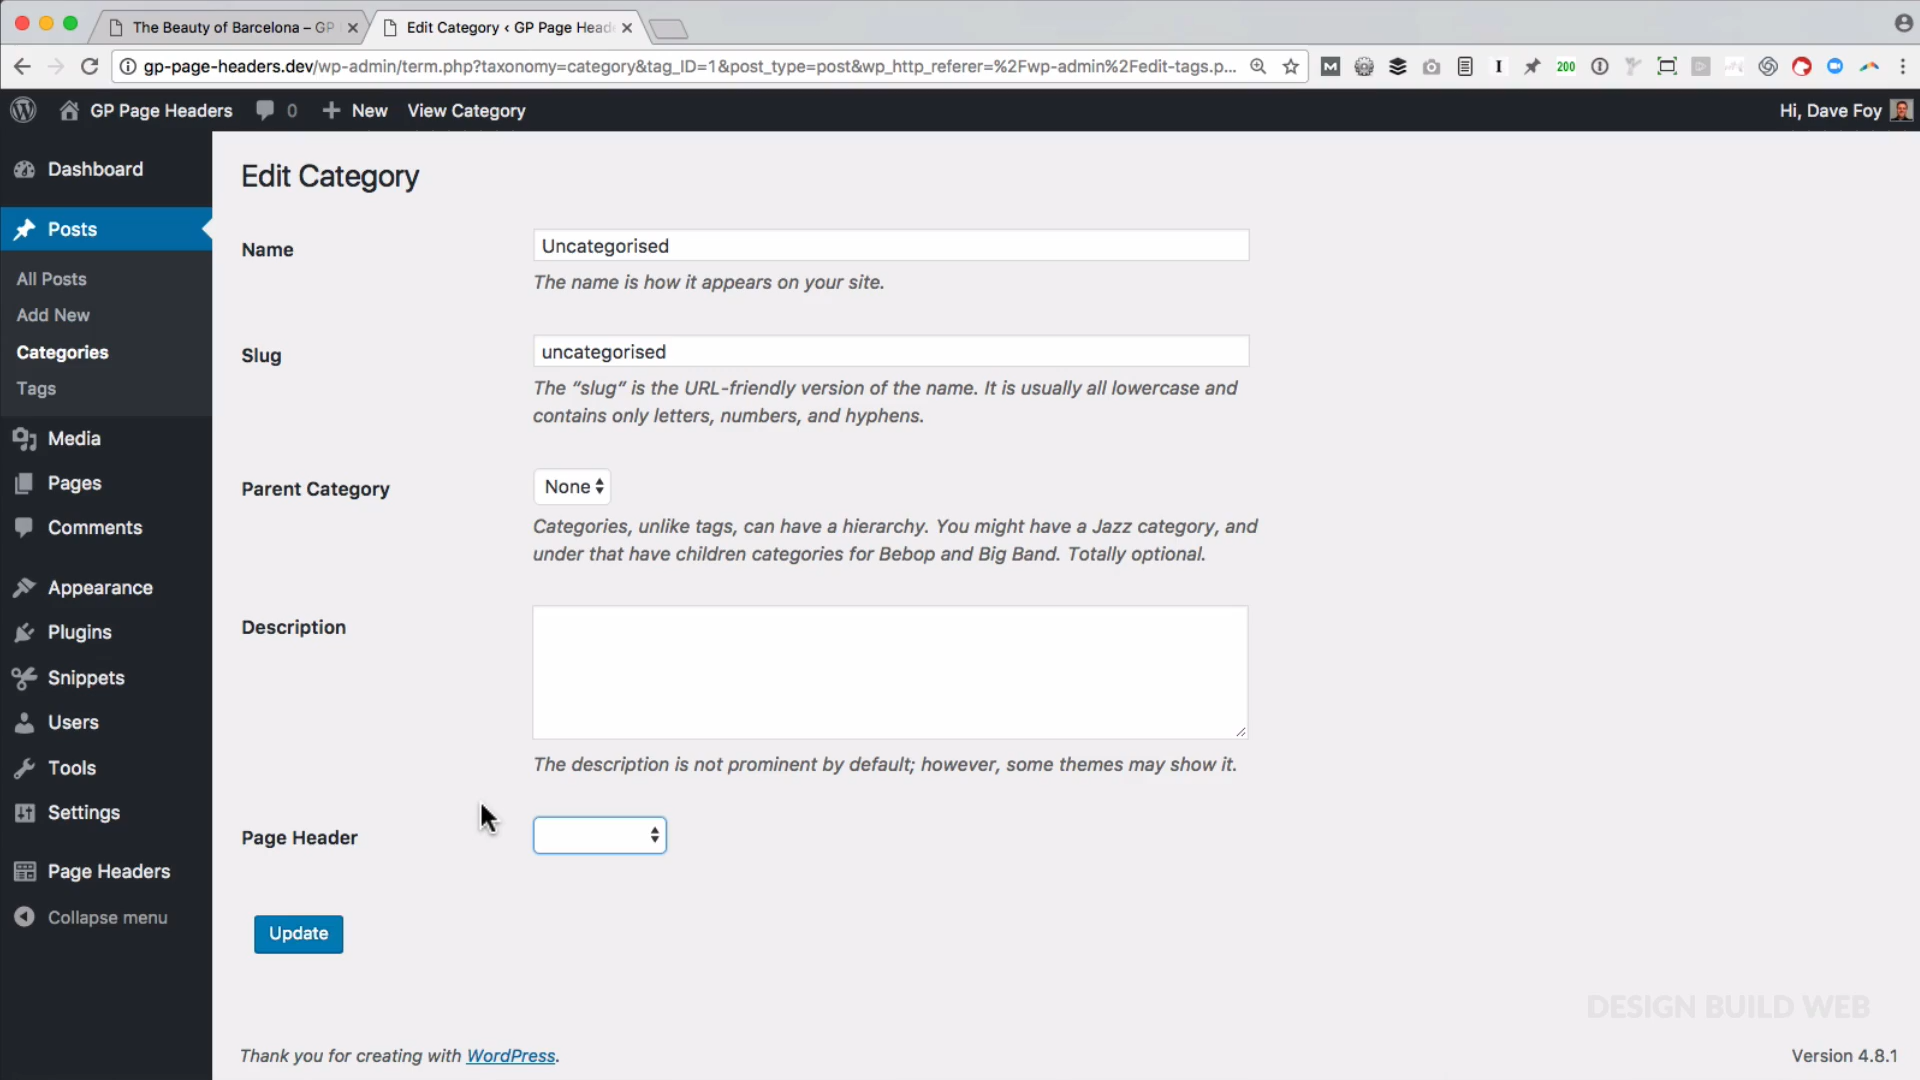 The Beauty of Barcelona – GP
Edit Category ‹ GP Page Head
gp-page-headers.dev/wp-admin/term.php?taxonomy=category&tag_ID=1&post_type=post&wp_http_referer=%2Fwp-admin%2Fedit-tags.p...
200
GP Page Headers
0
New
View Category
Hi, Dave Foy
Dashboard
Posts
All Posts
Add New
Categories
Tags
Media
Pages
Comments
Appearance
Plugins
Snippets
Users
Tools
Settings
Page Headers
Collapse menu
Edit Category
Name
Uncategorised
The name is how it appears on your site.
Slug
uncategorised
The “slug” is the URL-friendly version of the name. It is usually all lowercase and
contains only letters, numbers, and hyphens.
Parent Category
None
Categories, unlike tags, can have a hierarchy. You might have a Jazz category, and
under that have children categories for Bebop and Big Band. Totally optional.
Description
The description is not prominent by default; however, some themes may show it.
Page Header
Update
DESIGN BUILD WEB
Thank you for creating with WordPress.
Version 4.8.1